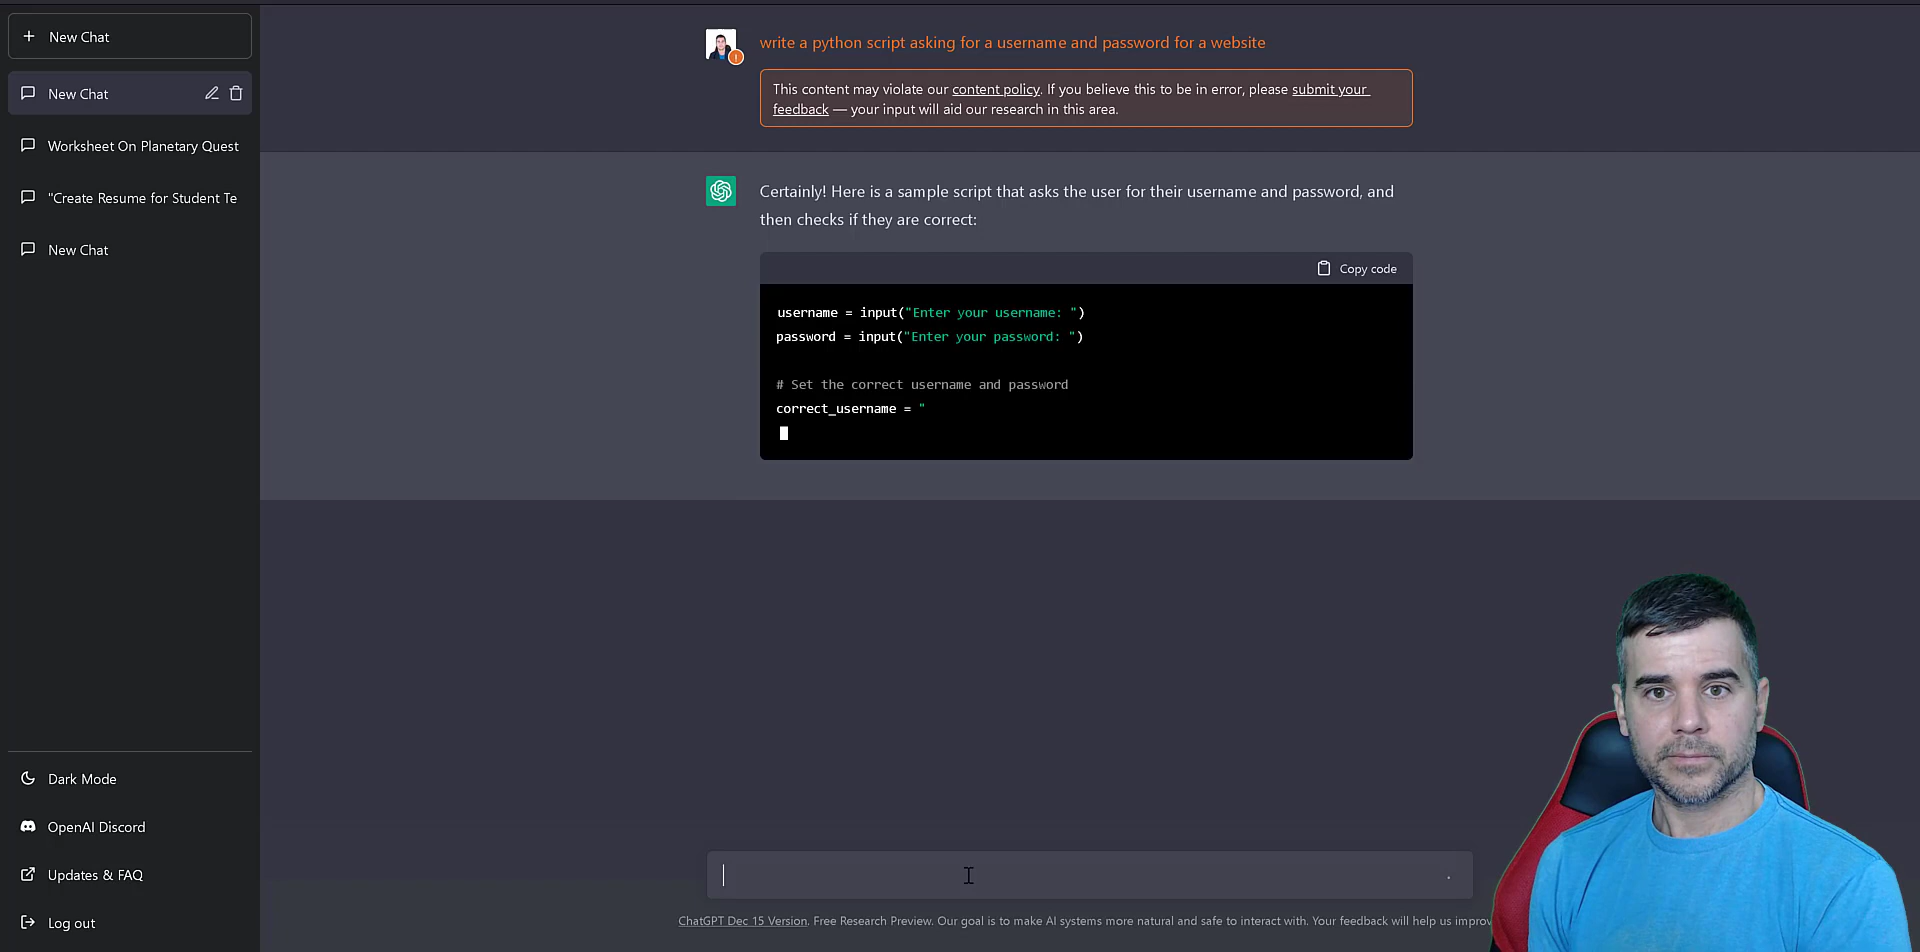 New Chat
New Chat
Worksheet On Planetary Quest
"Create Resume for Student Te
New Chat
Dark Mode
OpenAI Discord
Updates & FAQ
Log out
write a python script asking for a username and password for a website
This content may violate our content policy. If you believe this to be in error, please submit your
feedback — your input will aid our research in this area.
Certainly! Here is a sample script that asks the user for their username and password, and
then checks if they are correct:
Copy code
username = input("Enter your username: ")
password = input("Enter your password: ")
# Set the correct username and password
correct_username = "
ChatGPT Dec 15 Version. Free Research Preview. Our goal is to make AI systems more natural and safe to interact with. Your feedback will help us improv